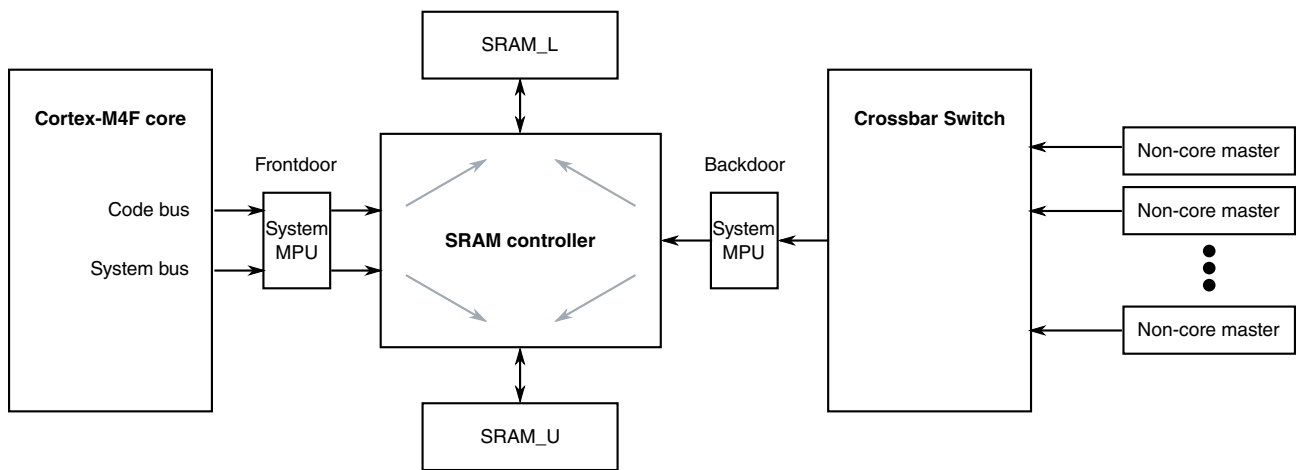 SRAM_L
Cortex-M4F core
Crossbar Switch
Frontdoor
Backdoor
Non-core master
Code bus
System
MPU
SRAM controller
System
MPU
Non-core master
System bus
Non-core master
SRAM_U